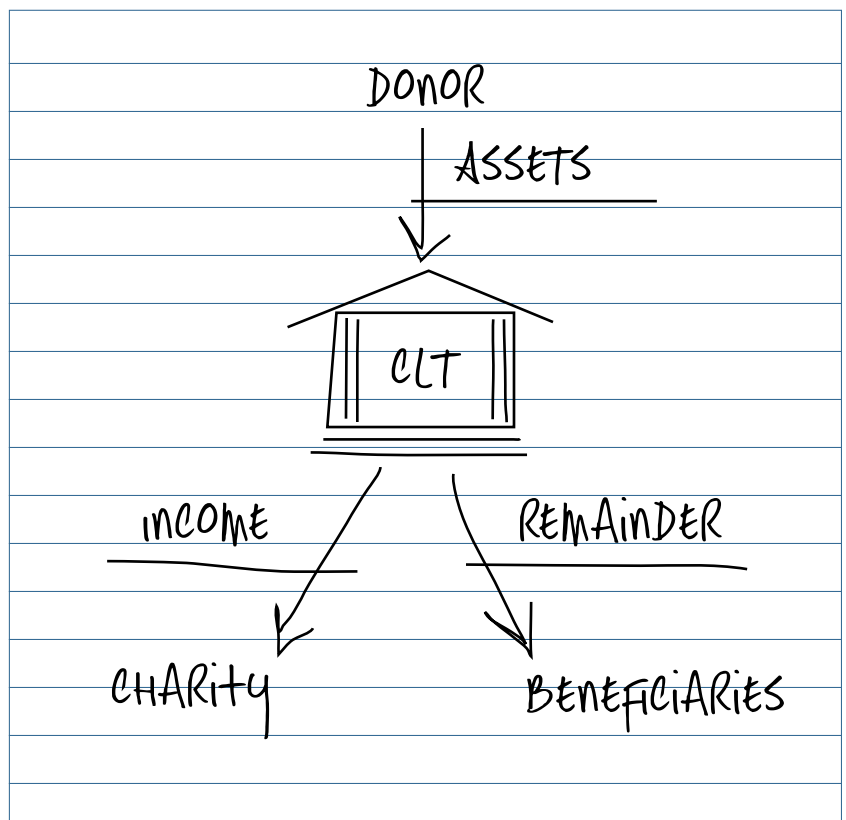 DONOR
ASSETS
CLT
INCOME
REMAINDER
CHARITY
BENEFICIARIES